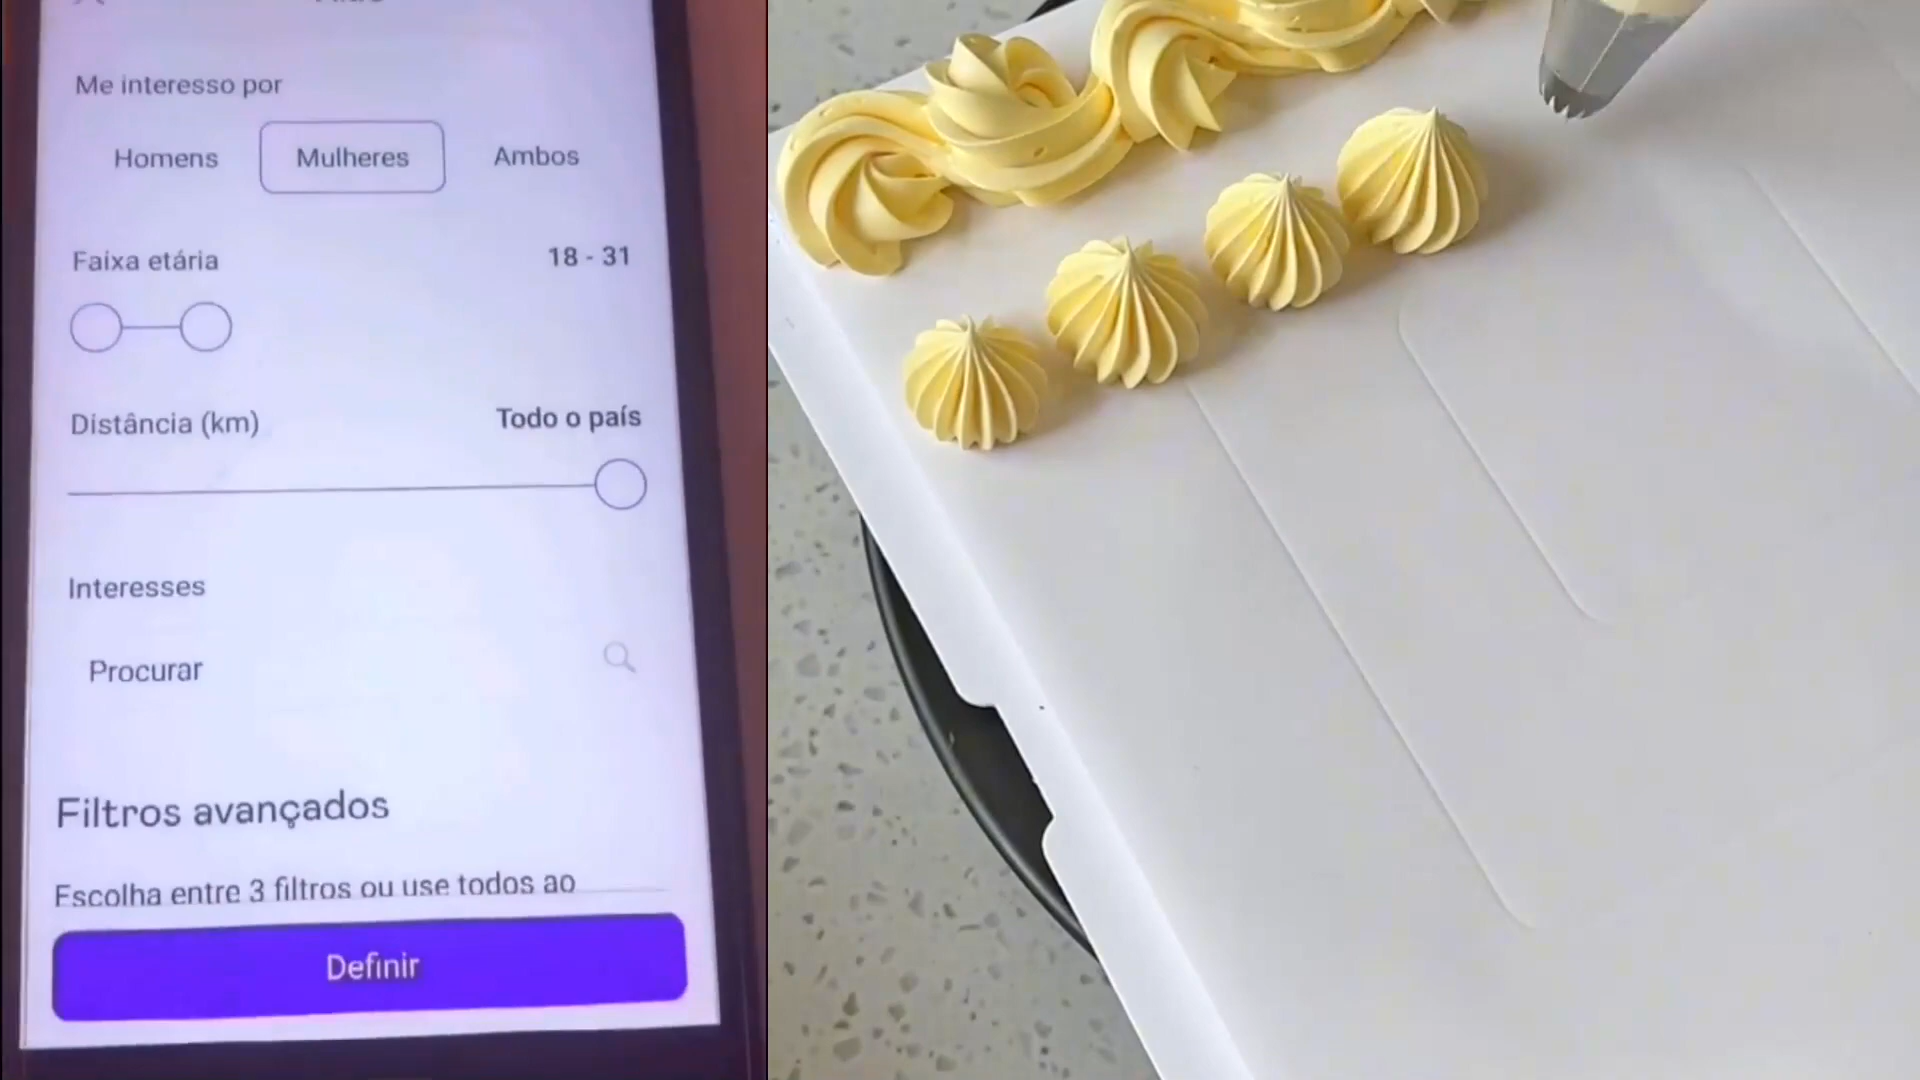 Me interesso por
Homens Mulheres Ambos
Faixa etária 18 - 31
Distância (km) Todo o país
Interesses
Procurar
Filtros avançados
Escolha entre 3 filtros ou use todos ao
Definir